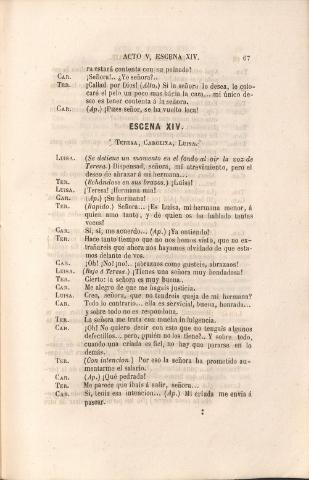 ACTO V, ESCENA XIV. 67
ra estará contenta con su peinado!
CAR. ¡Señora!.. ¿Yo señora?..
TER. ¡Callad por Dios! (Alto.) Si la señora lo desea, la colo-
caré el pelo un poco mas hácia la cara... mi único de-
seo es tener contenta á la señora.
CAR. (Ap.) ¡Pues señor, se ha vuelto loca!
ESCENA XIV.
TERESA, CAROLINA, LUISA.
LUISA. (Se detiene un momento en el fondo al oir la voz de
Teresa.) Dispensad, señora, mi atrevimiento, pero el
deseo de abrazar á mi hermana...
TER. (Echándose en sus brazos.) ¡Luisa!
LUISA. ¡Teresa! ¡Hermana mia!
CAR. (Ap.) ¡Su hermana!
TER. (Rápido.) Señora... ¡Es Luisa, mi hermana menor, á
quien amo tanto, y de quien os he hablado tantas
veces!
CAR. Sí, sí, me acuerdo... (Ap.) ¡Ya entiendo!
TER. Hace tanto tiempo que no nos hemos visto, que no ex-
trañareis que ahora nos hayamos olvidado de que esta-
mos delante de vos.
CAR. ¡Oh! ¡No! ¡no!.. ¡abrazaos como gusteis, abrazaos!
LUISA. (Bajo á Teresa.) ¡Tienes una señora muy bondadosa!
TER. Cierto: la señora es muy buena.
CAR. Me alegro de que me hagais justicia.
LUISA. Creo, señora, que no tendreis queja de mi hermana?
CAR. Todo lo contrario... ella es servicial, buena, honrada...
y sobre todo no es respondona.
TER. La señora me trata con mucha indulgencia.
CAR. ¡Oh! No quiero decir con esto que no tengais algunos
defectillos... pero, ¿quién no los tiene?.. Y sobre todo,
cuando una criada es fiel, no hay que pararse en lo
demás.
TER. (Con intencion.) Por eso la señora ha prometido au-
mentarme el salario.
CAR. (Ap.) ¡Qué pedrada!
TER. Me parece que íbais á salir, señora...
CAR. Sí, tenia esa intencion... (Ap.) Mi criada me envia á
pasear.